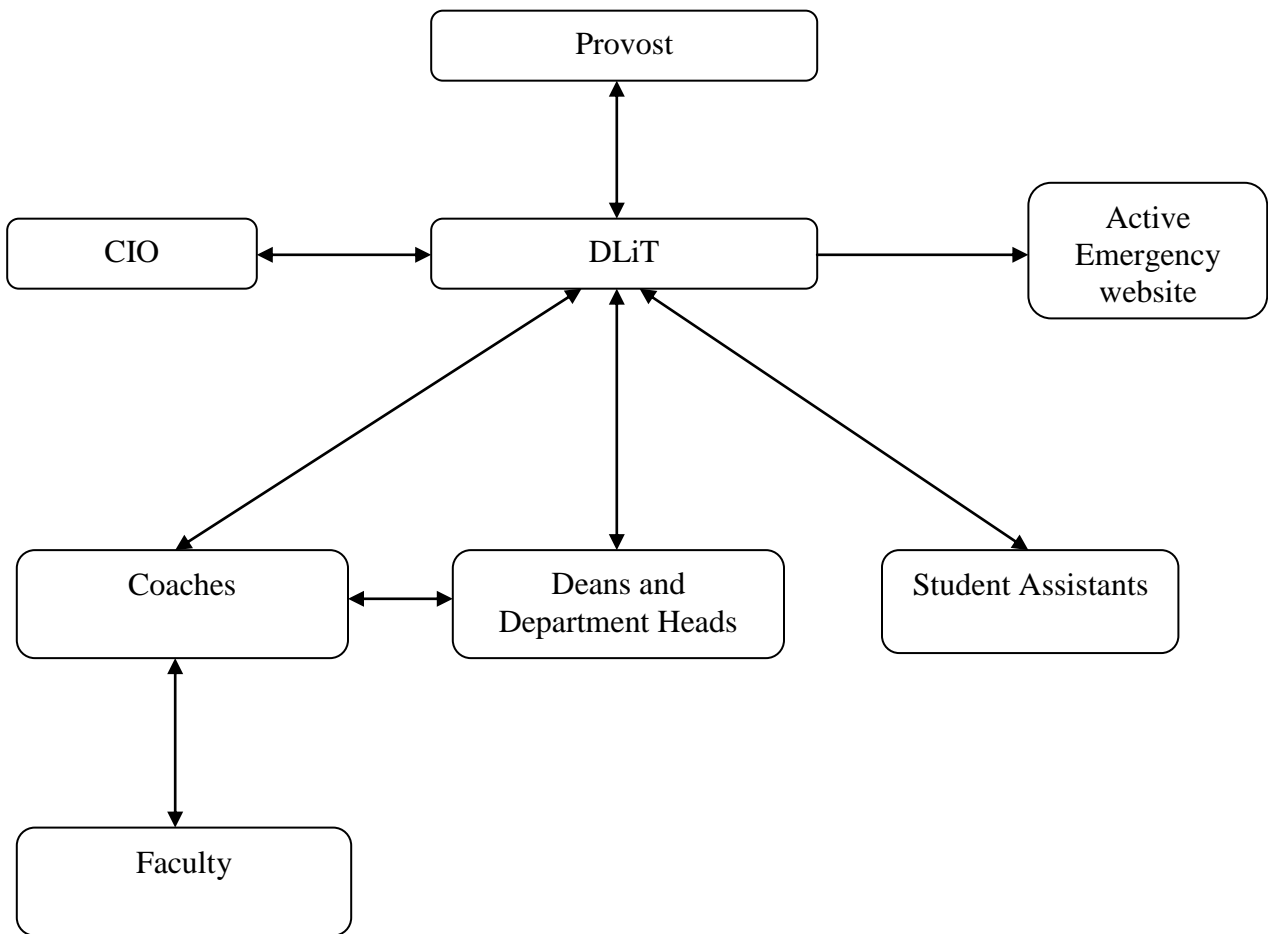 Provost
CIO
DLiT
Active
Emergency
website
Coaches
Deans and
Department Heads
Student Assistants
Faculty